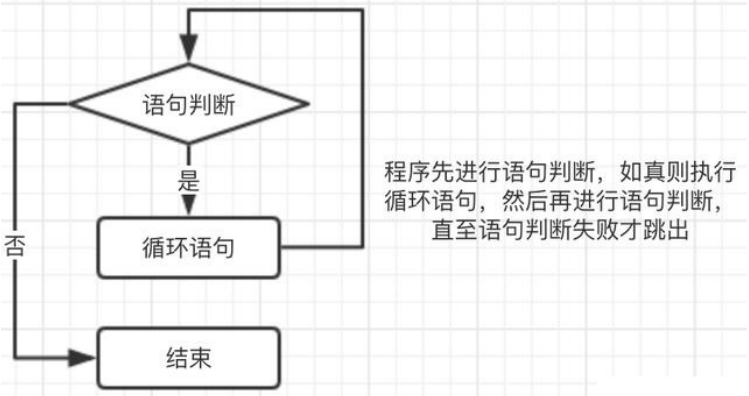 语句判断
是
程序先进行语句判断，如真则执行
循环语句，然后再进行语句判断，
直至语句判断失败才跳出
否
循环语句
结束